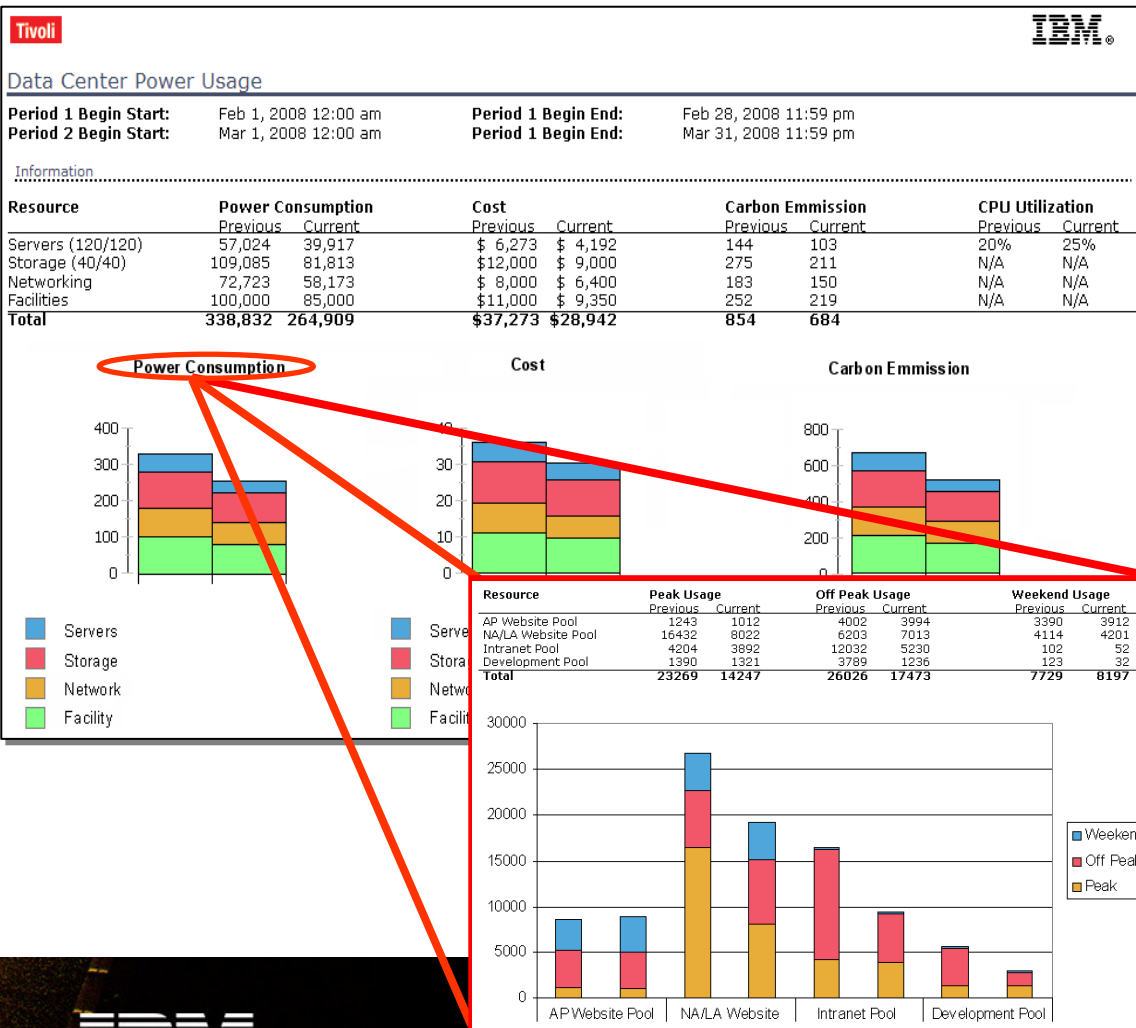 Tivoli
IBM®
Data Center Power Usage
Period 1 Begin Start: Feb 1, 2008 12:00 am Period 1 Begin End: Feb 28, 2008 11:59 pm
Period 2 Begin Start: Mar 1, 2008 12:00 am Period 1 Begin End: Mar 31, 2008 11:59 pm
Information
Resource Power Consumption Cost Carbon Emmission CPU Utilization
Previous Current Previous Current Previous Current Previous Current
Servers (120/120) 57,024 39,917 $ 6,273 $ 4,192 144 103 20% 25%
Storage (40/40) 109,085 81,813 $12,000 $ 9,000 275 211 N/A N/A
Networking 72,723 58,173 $ 8,000 $ 6,400 183 150 N/A N/A
Facilities 100,000 85,000 $11,000 $ 9,350 252 219 N/A N/A
Total 338,832 264,909 $37,273 $28,942 854 684
Power Consumption
400
300
200
100
0
Servers
Storage
Network
Facility
Cost
30
20
10
0
Carbon Emmission
800
600
400
200
0
Resource Peak Usage Off Peak Usage Weekend Usage
Previous Current Previous Current Previous Current
AP Website Pool 1243 1012 4002 3994 3390 3912
NA/LA Website Pool 16432 8022 6203 7013 4114 4201
Intranet Pool 4204 3892 12032 5230 102 52
Development Pool 1390 1321 3789 1236 123 32
Total 23269 14247 26026 17473 7729 8197
30000
25000
20000
15000
10000
5000
0
AP Website Pool NA/LA Website Intranet Pool Development Pool
Weeken
Off Peal
Peak
IBM